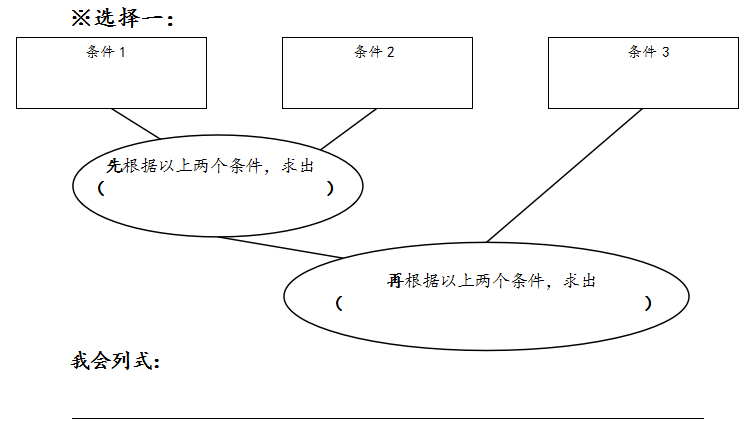 ※选择一：
条件 1
条件 2
条件 3
先根据以上两个条件，求出
（ ）
再根据以上两个条件，求出
（ ）
我会列式：